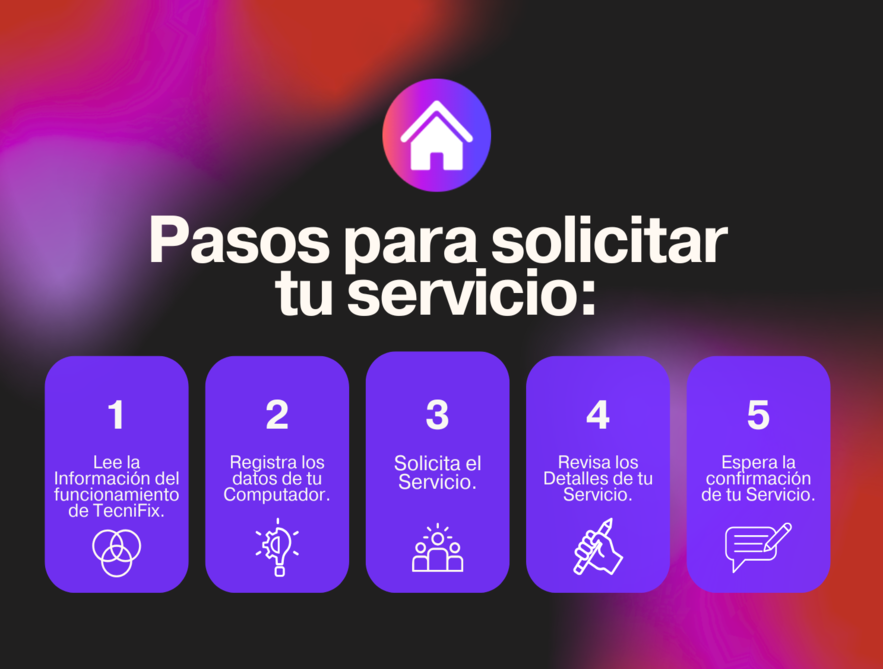 Pasos para solicitar
tu servicio:
1
Lee la
Información del
funcionamiento
de TecniFix.
2
Registra los
datos de tu
Computador.
3
Solicita el
Servicio.
4
Revisa los
Detalles de tu
Servicio.
5
Espera la
confirmación
de tu Servicio.